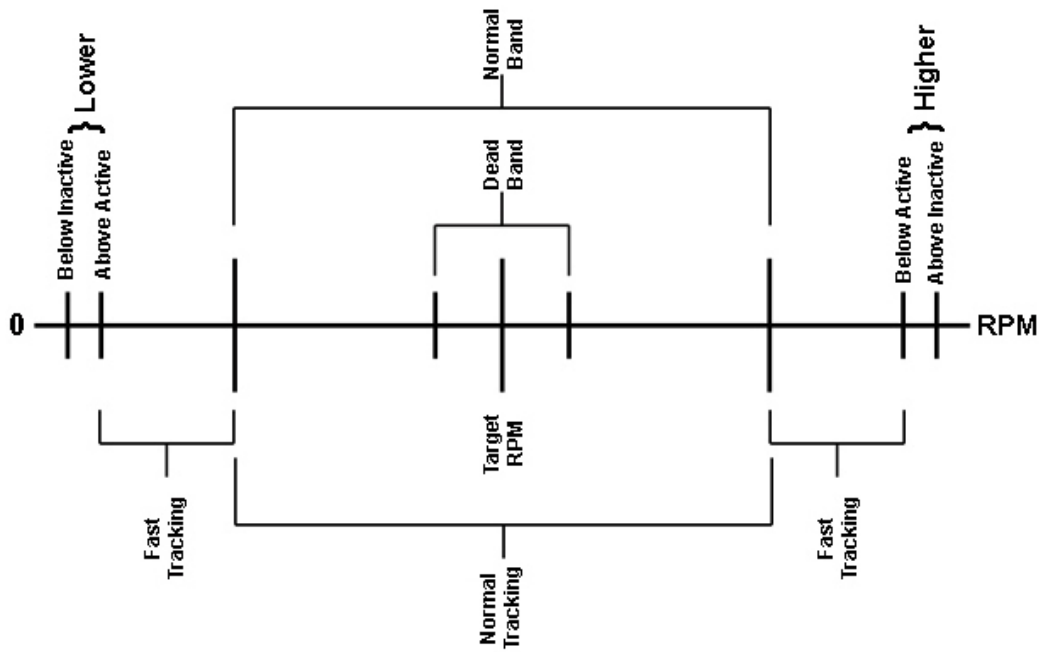 Normal
Band
Lower
Higher
Dead
Band
Below Inactive
Above Active
Below Active
Above Inactive
0
RPM
Target
RPM
Fast
Tracking
Fast
Tracking
Normal
Tracking